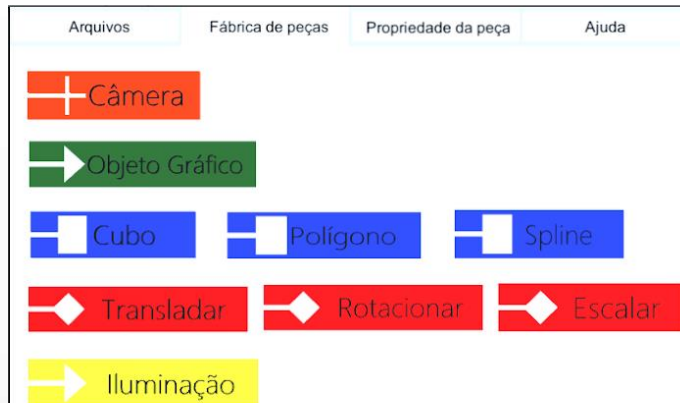 Arquivos Fábrica de peças Propriedade da peça Ajuda
Câmera
Objeto Gráfico
Cubo Polígono Spline
Transladar Rotacionar Escalar
Iluminação